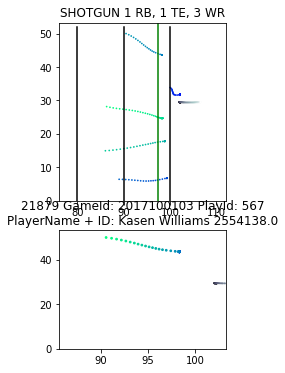 SHOTGUN 1 RB, 1 TE, 3 WR
50
40
30
20
10
0
80 90 100 110
21879 GameId: 2017100103 PlayId: 567
PlayerName + ID: Kasen Williams 2554138.0
40
20
0
90 95 100